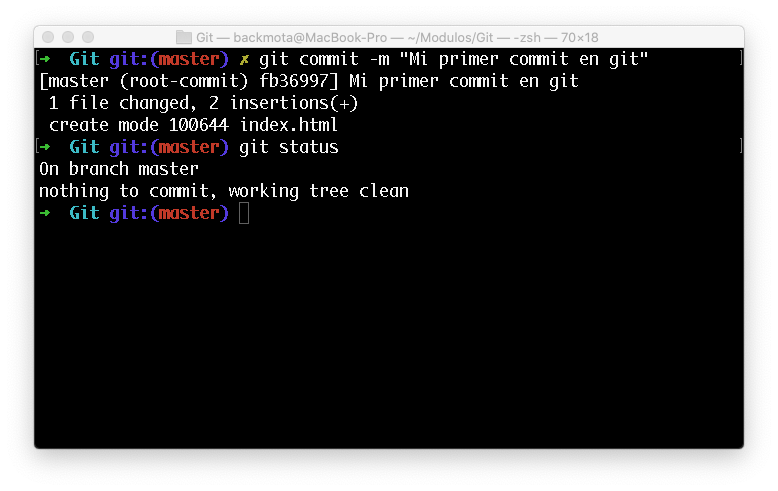 Git — backmota@MacBook-Pro — ~/Modulos/Git — -zsh — 70×18
[➜  Git git:(master) ✗ git commit -m "Mi primer commit en git" ]
[master (root-commit) fb36997] Mi primer commit en git
 1 file changed, 2 insertions(+)
 create mode 100644 index.html
[➜  Git git:(master) git status ]
On branch master
nothing to commit, working tree clean
➜  Git git:(master)